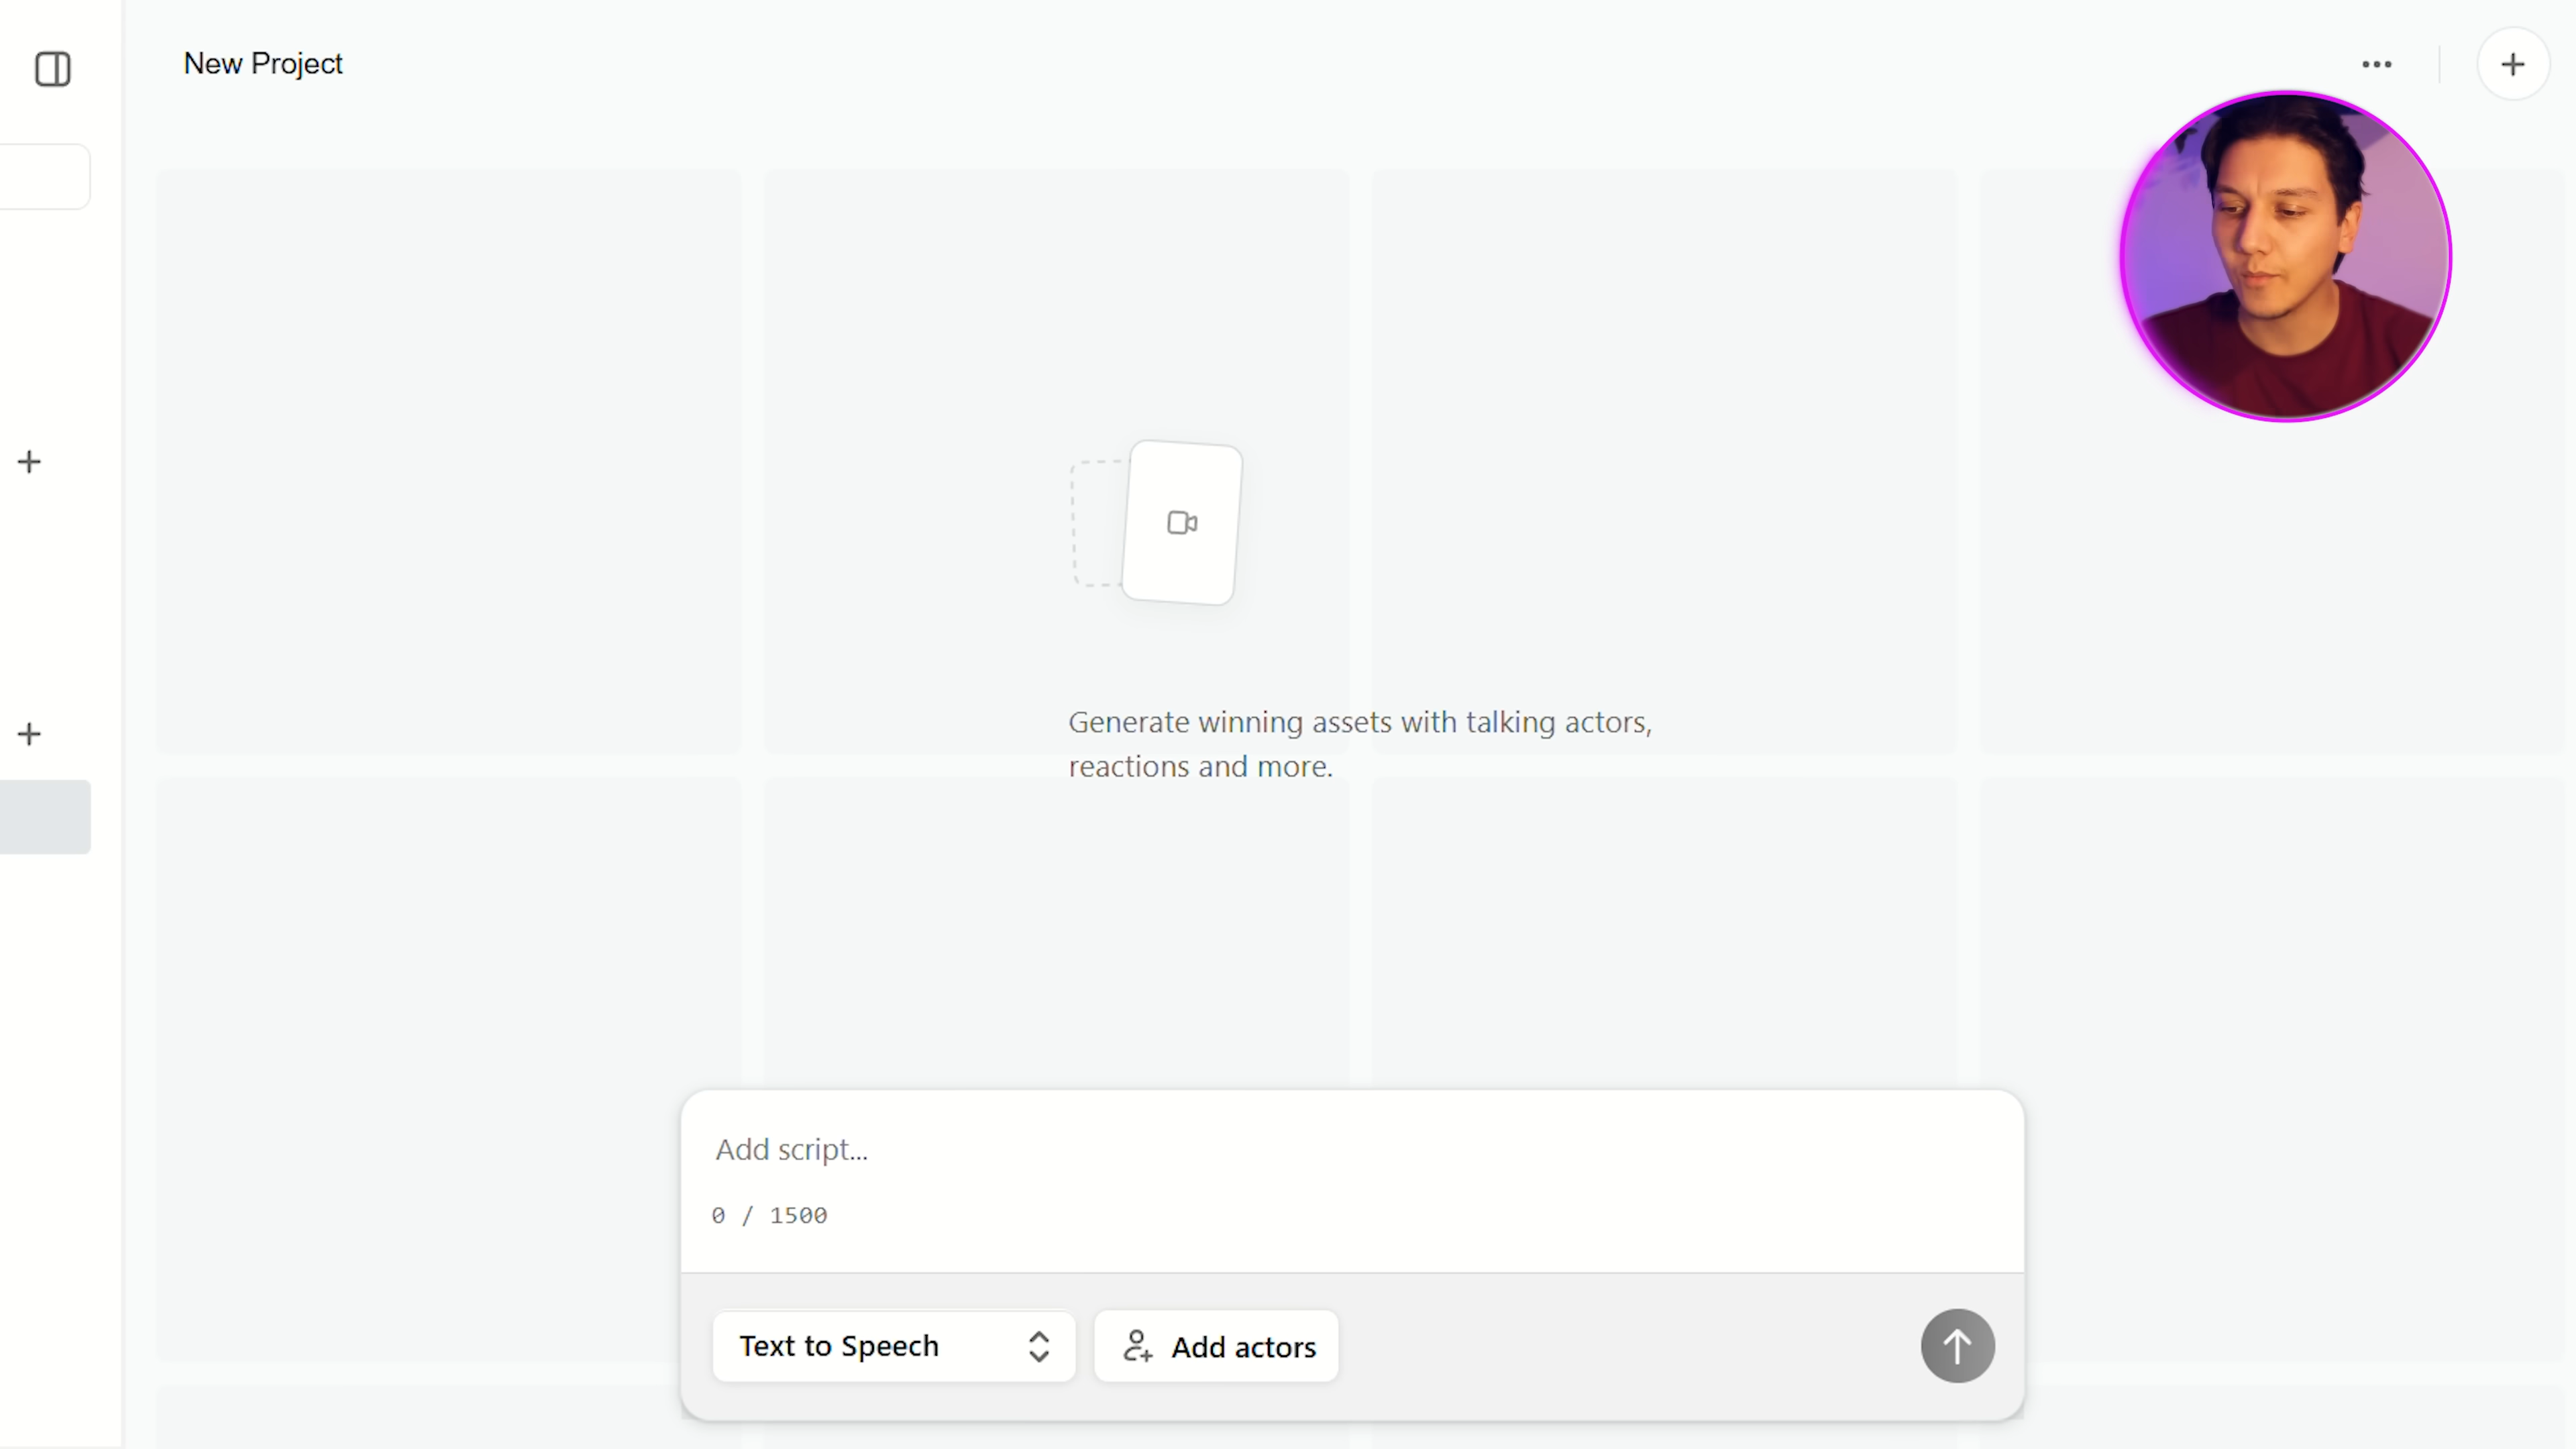 New Project
Generate winning assets with talking actors,
reactions and more.
Add script...
0 / 1500
Text to Speech
Add actors